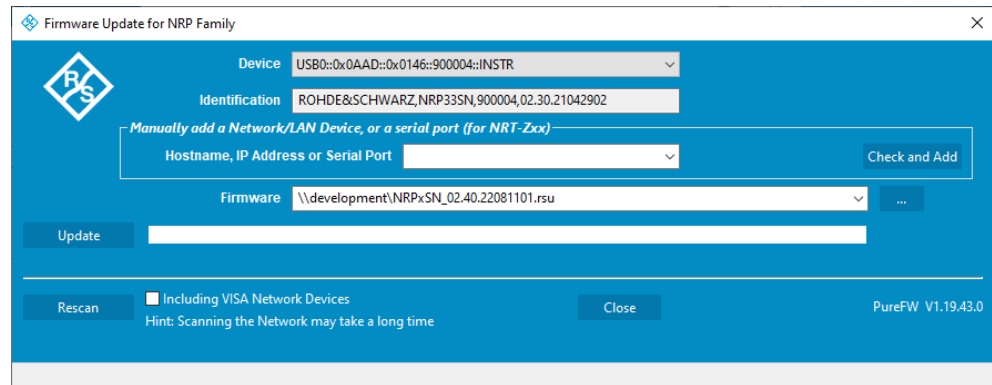 Firmware Update for NRP Family
R S
Device USB0::0x0AAD::0x0146::900004::INSTR
Identification ROHDE&SCHWARZ,NRP33SN,900004,02.30.21042902
Manually add a Network/LAN Device, or a serial port (for NRT-Zxx)
Hostname, IP Address or Serial Port Check and Add
Firmware \\development\NRPxSN_02.40.22081101.rsu ...
Update
Rescan Including VISA Network Devices Close PureFW V1.19.43.0
Hint: Scanning the Network may take a long time